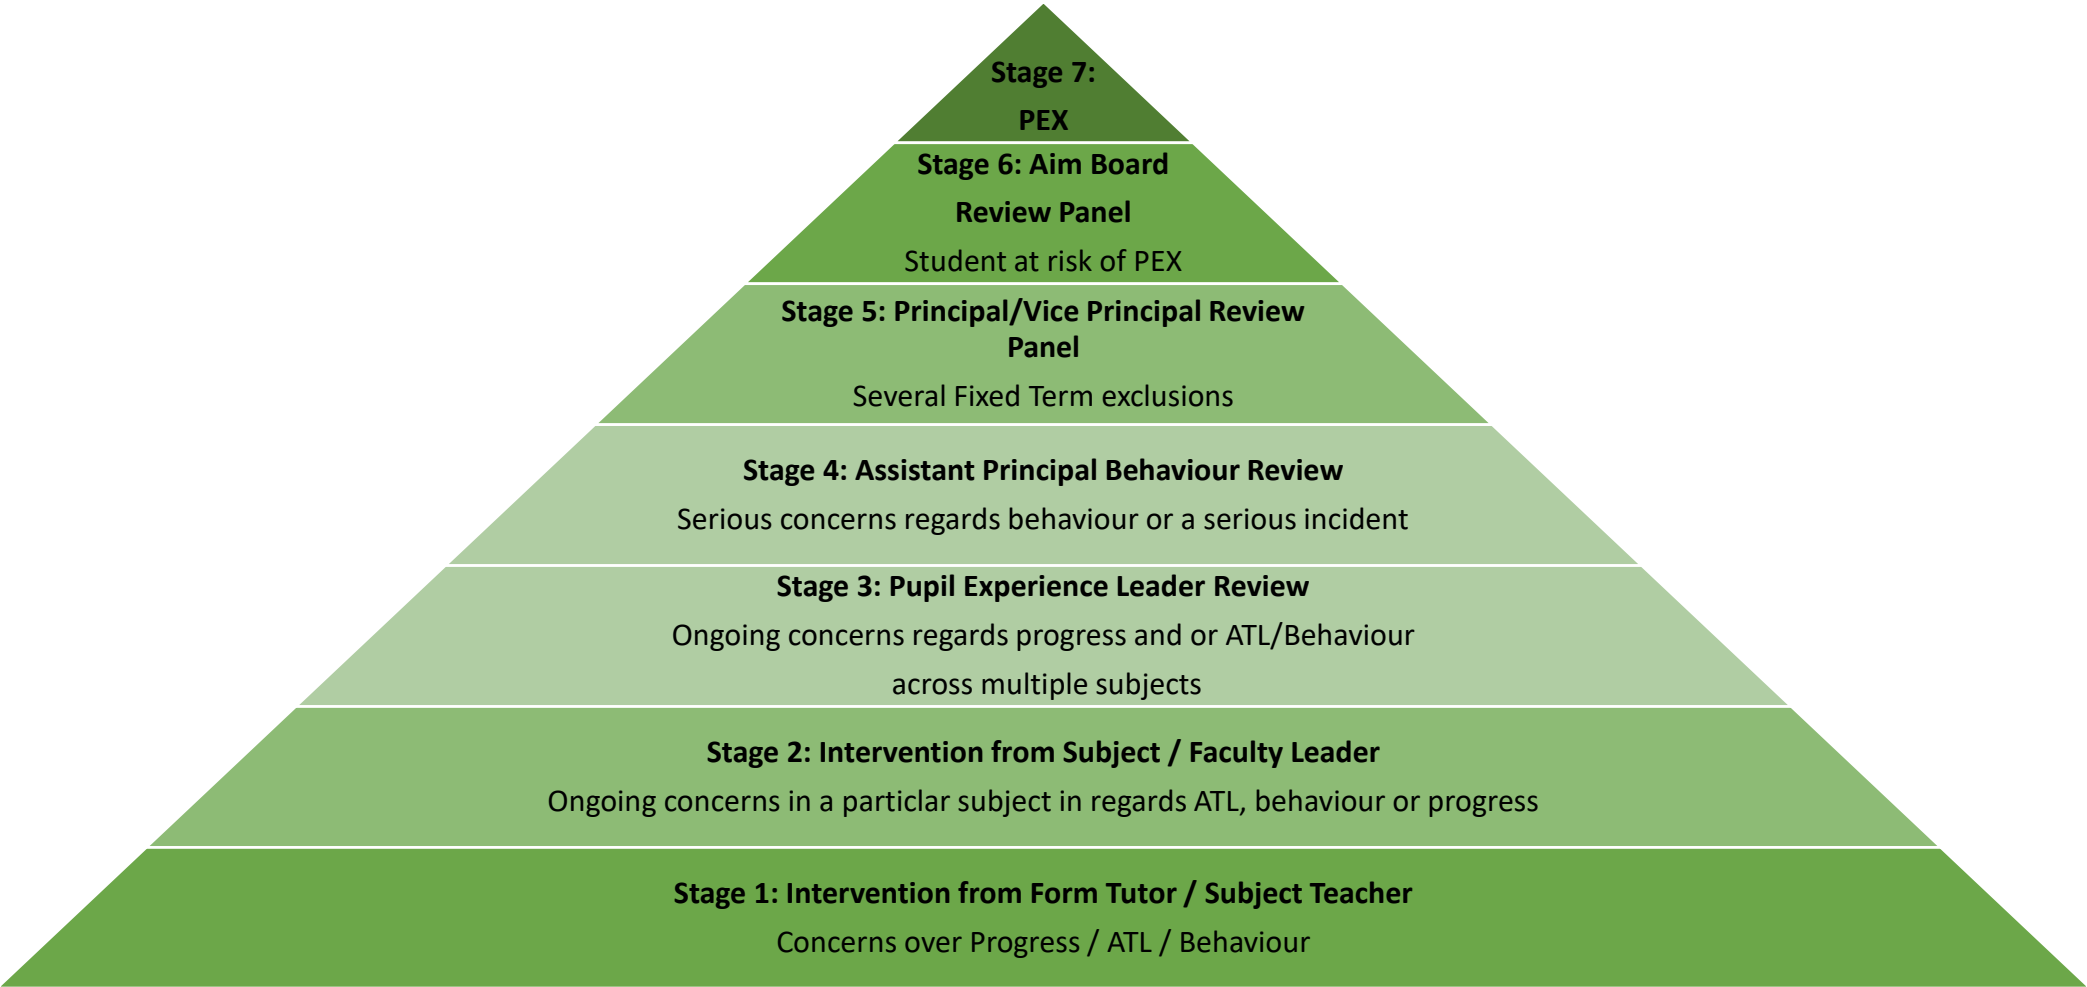 Stage 7:
PEX
Stage 6: Aim Board
Review Panel
Student at risk of PEX
Stage 5: Principal/Vice Principal Review
Panel
Several Fixed Term exclusions
Stage 4: Assistant Principal Behaviour Review
Serious concerns regards behaviour or a serious incident
Stage 3: Pupil Experience Leader Review
Ongoing concerns regards progress and or ATL/Behaviour
across multiple subjects
Stage 2: Intervention from Subject / Faculty Leader
Ongoing concerns in a particlar subject in regards ATL, behaviour or progress
Stage 1: Intervention from Form Tutor / Subject Teacher
Concerns over Progress / ATL / Behaviour